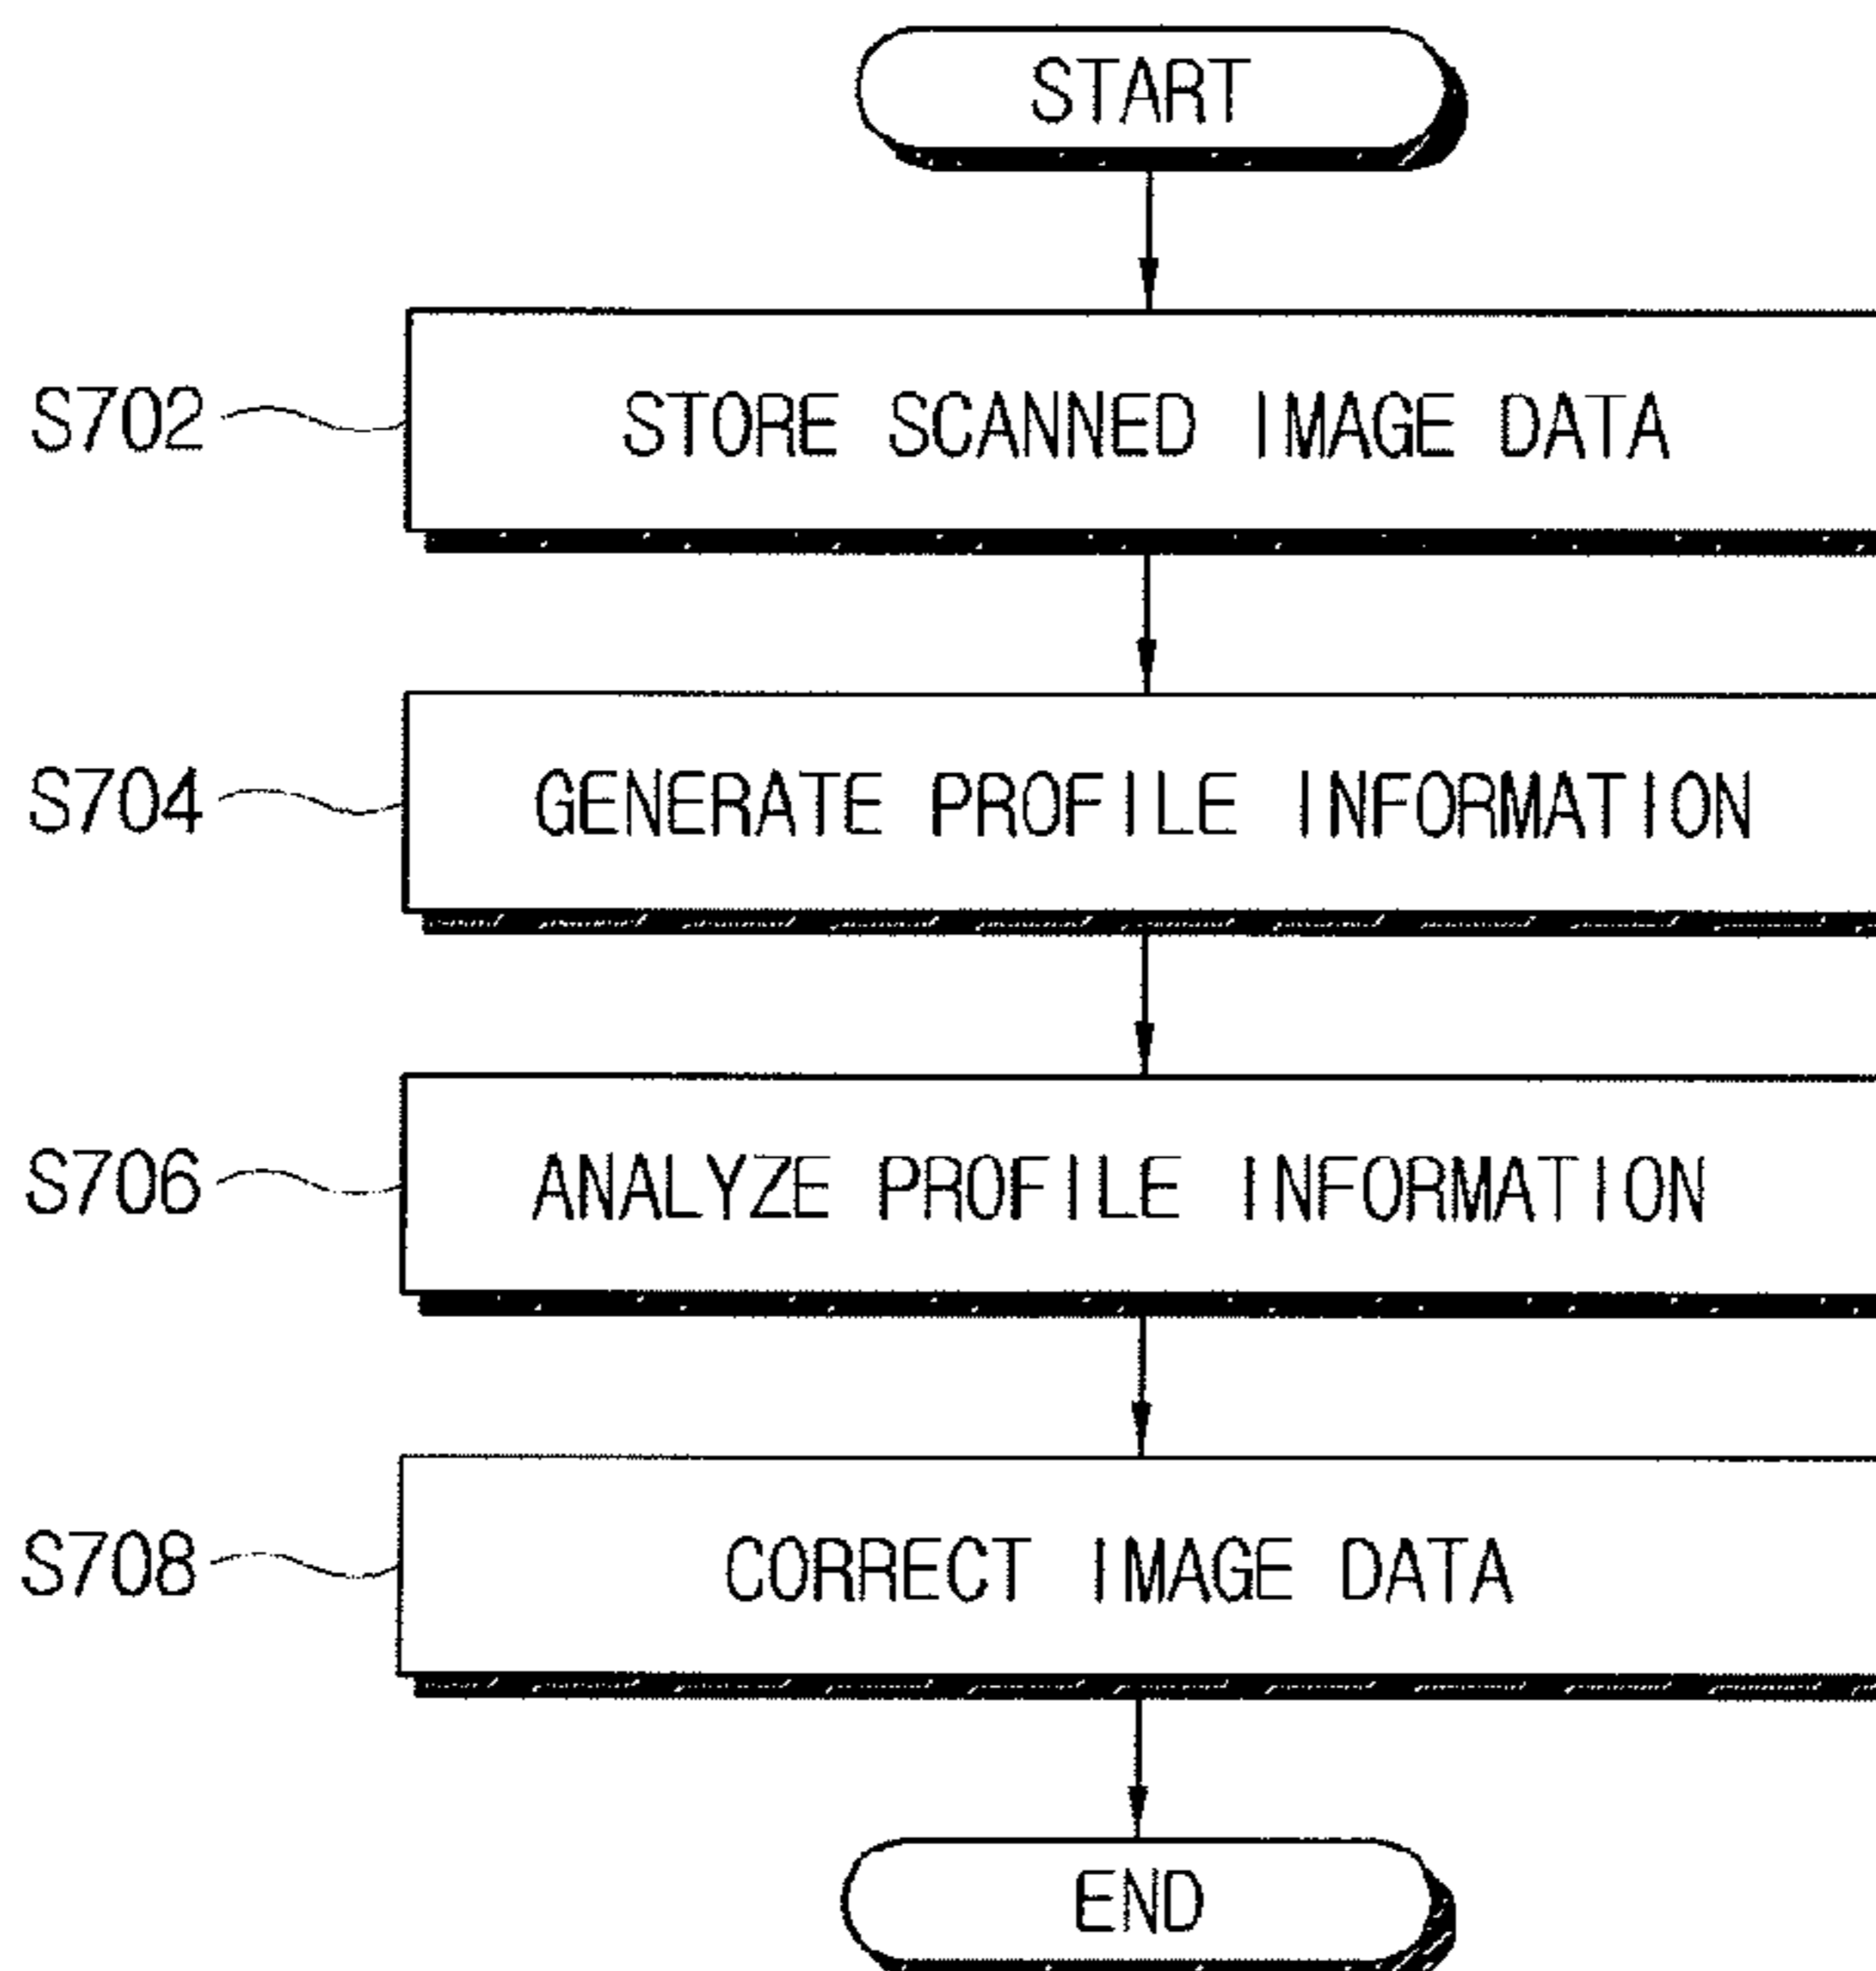 START
S702 STORE SCANNED IMAGE DATA
S704 GENERATE PROFILE INFORMATION
S706 ANALYZE PROFILE INFORMATION
S708 CORRECT IMAGE DATA
END